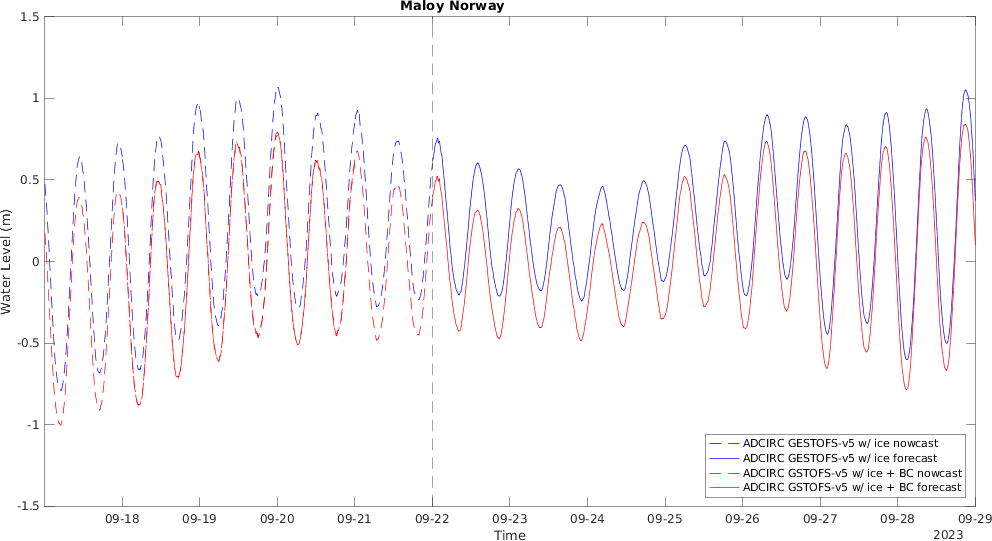 Maloy Norway
1.5
1
0.5
0
-0.5
-1
-1.5
Water Level (m)
ADCIRC GESTOFS-v5 w/ ice nowcast
ADCIRC GESTOFS-v5 w/ ice forecast
ADCIRC GSTOFS-v5 w/ ice + BC nowcast
ADCIRC GSTOFS-v5 w/ ice + BC forecast
09-18 09-19 09-20 09-21 09-22 09-23 09-24 09-25 09-26 09-27 09-28 09-29
Time
2023